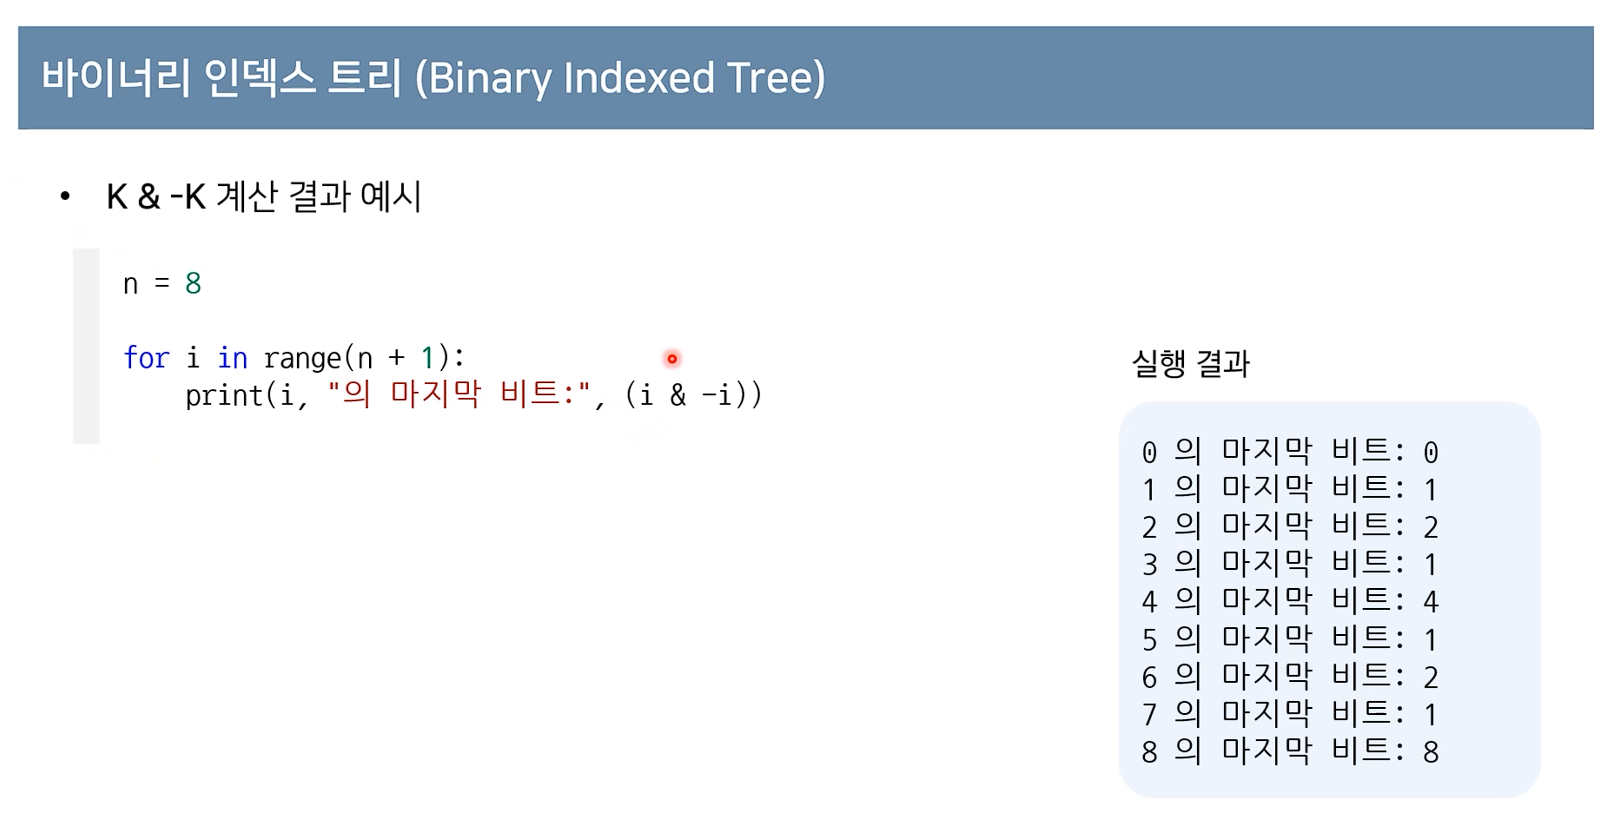 바이너리 인덱스 트리 (Binary Indexed Tree)
• K & -K 계산 결과 예시
n = 8
for i in range(n + 1):
    print(i, "의 마지막 비트:", (i & -i))
실행 결과
0 의 마지막 비트: 0
1 의 마지막 비트: 1
2 의 마지막 비트: 2
3 의 마지막 비트: 1
4 의 마지막 비트: 4
5 의 마지막 비트: 1
6 의 마지막 비트: 2
7 의 마지막 비트: 1
8 의 마지막 비트: 8